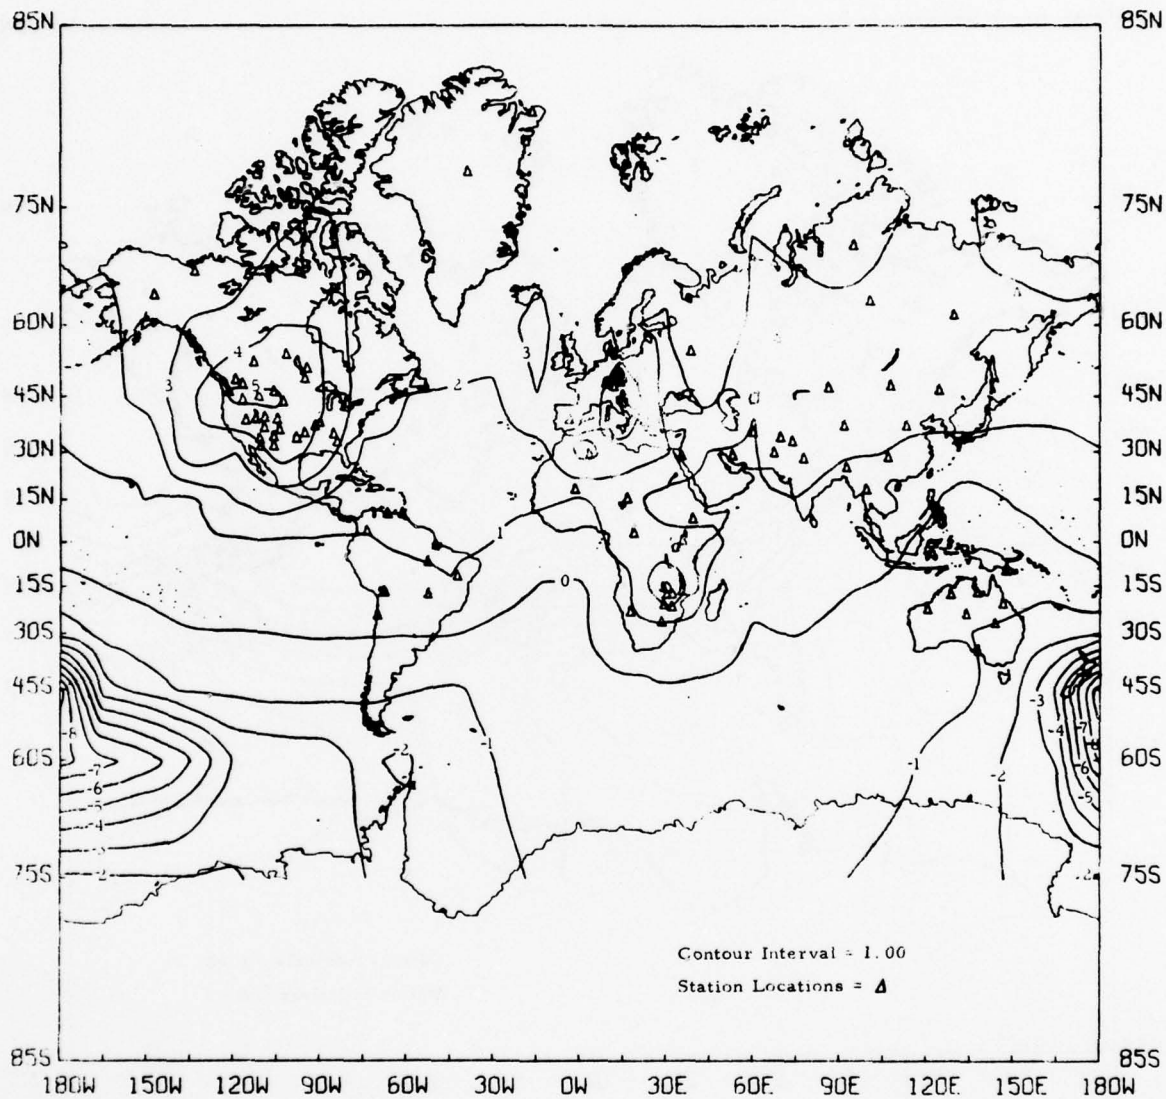 85N 85N
75N 75N
60N 60N
45N 45N
30N 30N
15N 15N
0N 0N
15S 15S
30S 30S
45S 45S
60S 60S
75S 75S
85S 85S
4
3
5
3
2
1
0
-8
-7
-6
-5
-4
-2
-2
-1
-1
-2
-3
-4
-7
-6
-5
Contour Interval = 1.00
Station Locations = Δ
180W 150W 120W 90W 60W 30W 0W 30E 60E 90E 120E 150E 180W